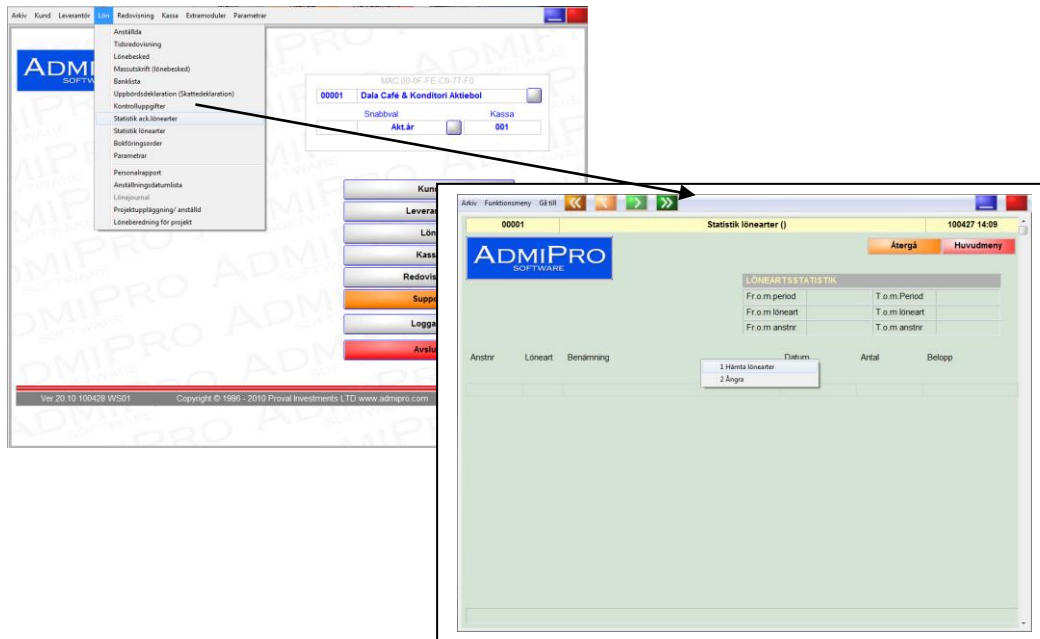 Arkiv Kund Leverantör Lön Redovisning Kassa Extramoduler Parametrar
Anställda
Tidsredovisning
Lönebesked
Massutskrift (lönebesked)
Banklista
Uppbördsdeklaration (Skattedeklaration)
Kontrolluppgifter
Statistik ack.lönearter
Statistik lönearter
Bokföringsorder
Parametrar
Personalrapport
Anställningsdatumlista
Lönejournal
Projektuppläggning/ anställd
Löneberedning för projekt
MAC:00-0F-FE-C9-77-F0
00001 Dala Café & Konditori Aktiebol
Snabbval Kassa
Akt.år 001
Kun
Leveran
Lön
Kass
Redovis
Suppo
Logga
Avslu
Ver 20.10 100428 WS01 Copyright © 1986 - 2010 Proval Investments LTD www.admipro.com
Arkiv Funktionsmeny Gå till
00001 Statistik lönearter () 100427 14:09
ADMIPRO
SOFTWARE
Återgå Huvudmeny
LÖNEARTSSTATISTIK
Fr.o.m.period T.o.m.Period
Fr.o.m löneart T.o.m löneart
Fr.o.m anstnr T.o.m anstnr
Anstnr Löneart Benämning Datum Antal Belopp
1 Hämta lönearter
2 Ångra